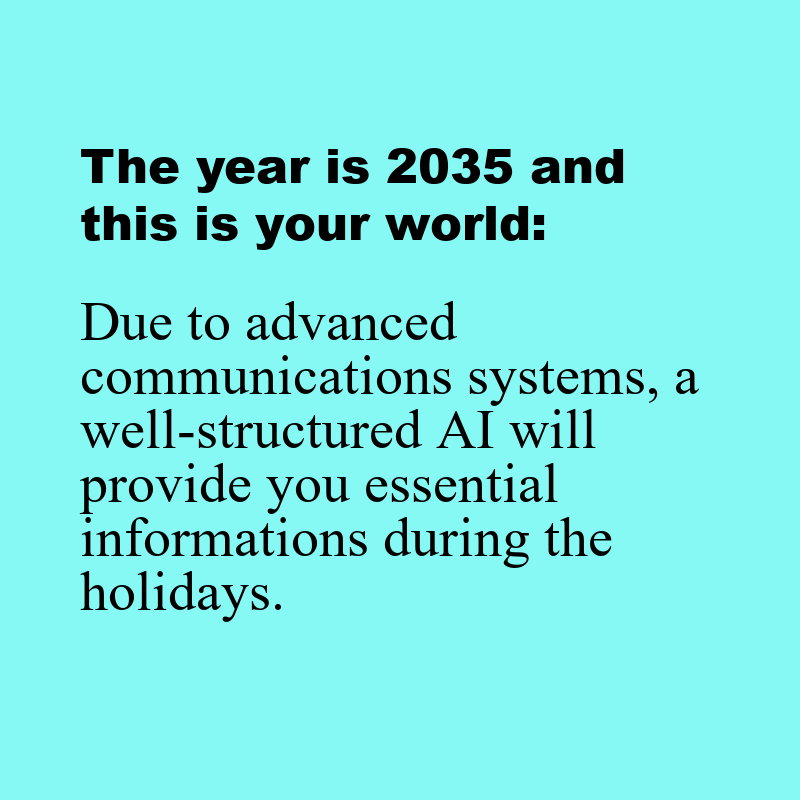 The year is 2035 and
this is your world:
Due to advanced
communications systems, a
well-structured AI will
provide you essential
informations during the
holidays.